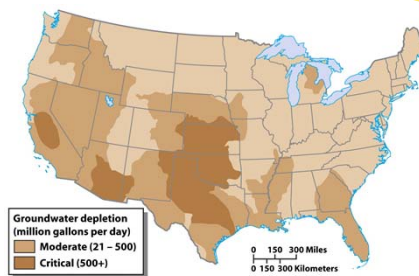 Groundwater depletion
(million gallons per day)
Moderate (21 – 500)
Critical (500+)
0 150 300 Miles
0 150 300 Kilometers